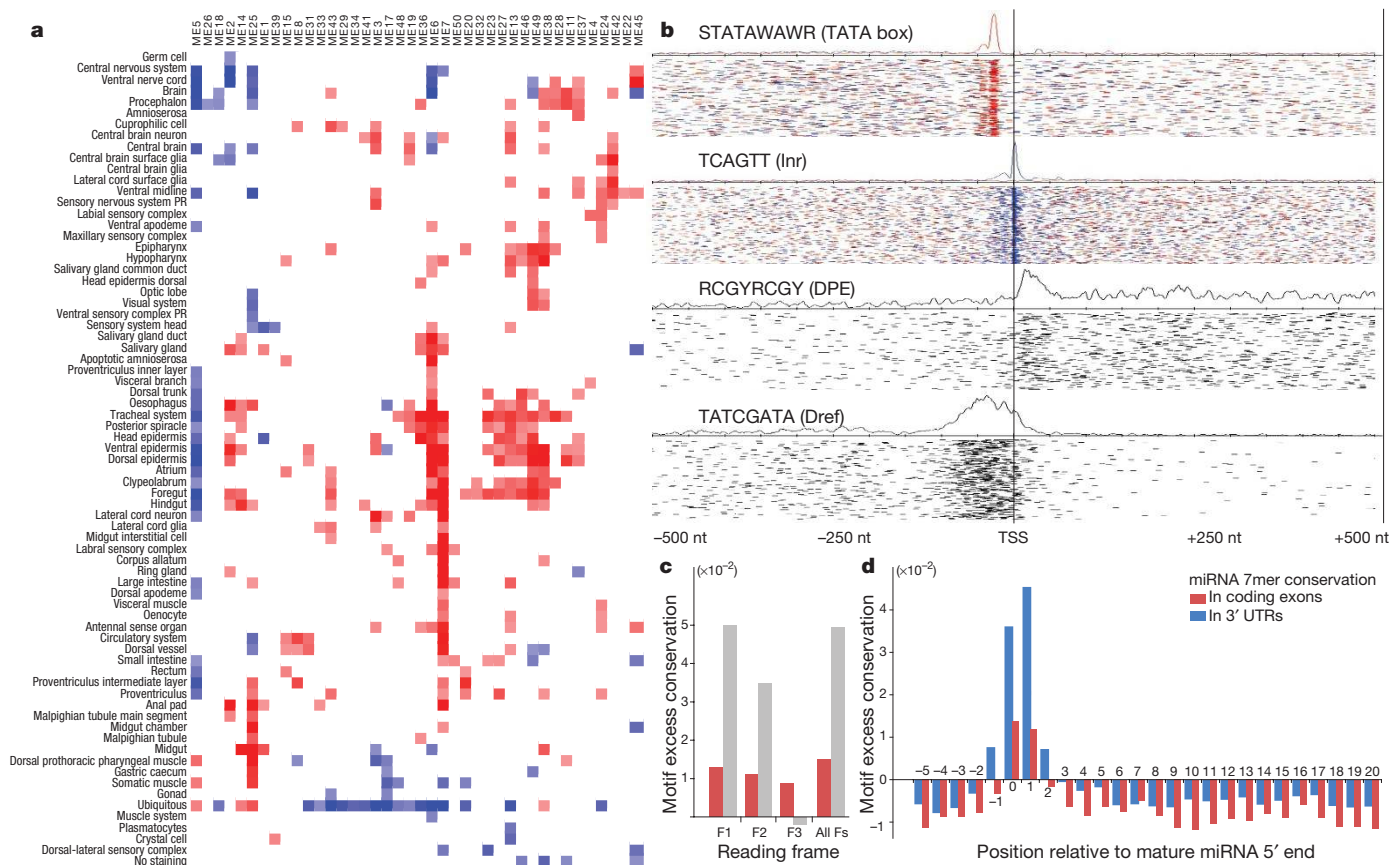 a
ME5
ME26
ME18
ME2
ME14
ME25
ME1
ME39
ME15
ME8
ME31
ME33
ME43
ME29
ME34
ME41
ME3
ME17
ME48
ME19
ME36
ME6
ME7
ME50
ME20
ME32
ME23
ME27
ME13
ME46
ME49
ME38
ME28
ME11
ME37
ME4
ME24
ME42
ME22
ME45
Germ cell
Central nervous system
Ventral nerve cord
Brain
Procephalon
Amnioserosa
Cuprophilic cell
Central brain neuron
Central brain
Central brain surface glia
Central brain glia
Lateral cord surface glia
Ventral midline
Sensory nervous system PR
Labial sensory complex
Ventral apodeme
Maxillary sensory complex
Epipharynx
Hypopharynx
Salivary gland common duct
Head epidermis dorsal
Optic lobe
Visual system
Ventral sensory complex PR
Sensory system head
Salivary gland duct
Salivary gland
Apoptotic amnioserosa
Proventriculus inner layer
Visceral branch
Dorsal trunk
Oesophagus
Tracheal system
Posterior spiracle
Head epidermis
Ventral epidermis
Dorsal epidermis
Atrium
Clypeolabrum
Foregut
Hindgut
Lateral cord neuron
Lateral cord glia
Midgut interstitial cell
Labral sensory complex
Corpus allatum
Ring gland
Large intestine
Dorsal apodeme
Visceral muscle
Oenocyte
Antennal sense organ
Circulatory system
Dorsal vessel
Small intestine
Rectum
Proventriculus intermediate layer
Proventriculus
Anal pad
Malpighian tubule main segment
Midgut chamber
Malpighian tubule
Midgut
Dorsal prothoracic pharyngeal muscle
Gastric caecum
Somatic muscle
Gonad
Ubiquitous
Muscle system
Plasmatocytes
Crystal cell
Dorsal-lateral sensory complex
No staining
b
STATAWAWR (TATA box)
TCAGTT (Inr)
RCGYRCGY (DPE)
TATCGATA (Dref)
−500 nt −250 nt TSS +250 nt +500 nt
c
(×10−2)
Motif excess conservation
5
4
3
2
1
F1 F2 F3 All Fs
Reading frame
d
(×10−2)
miRNA 7mer conservation
In coding exons
In 3′ UTRs
Motif excess conservation
4
3
2
1
0
−1
−5 −4 −3 −2 −1 0 1 2 3 4 5 6 7 8 9 10 11 12 13 14 15 16 17 18 19 20
Position relative to mature miRNA 5′ end